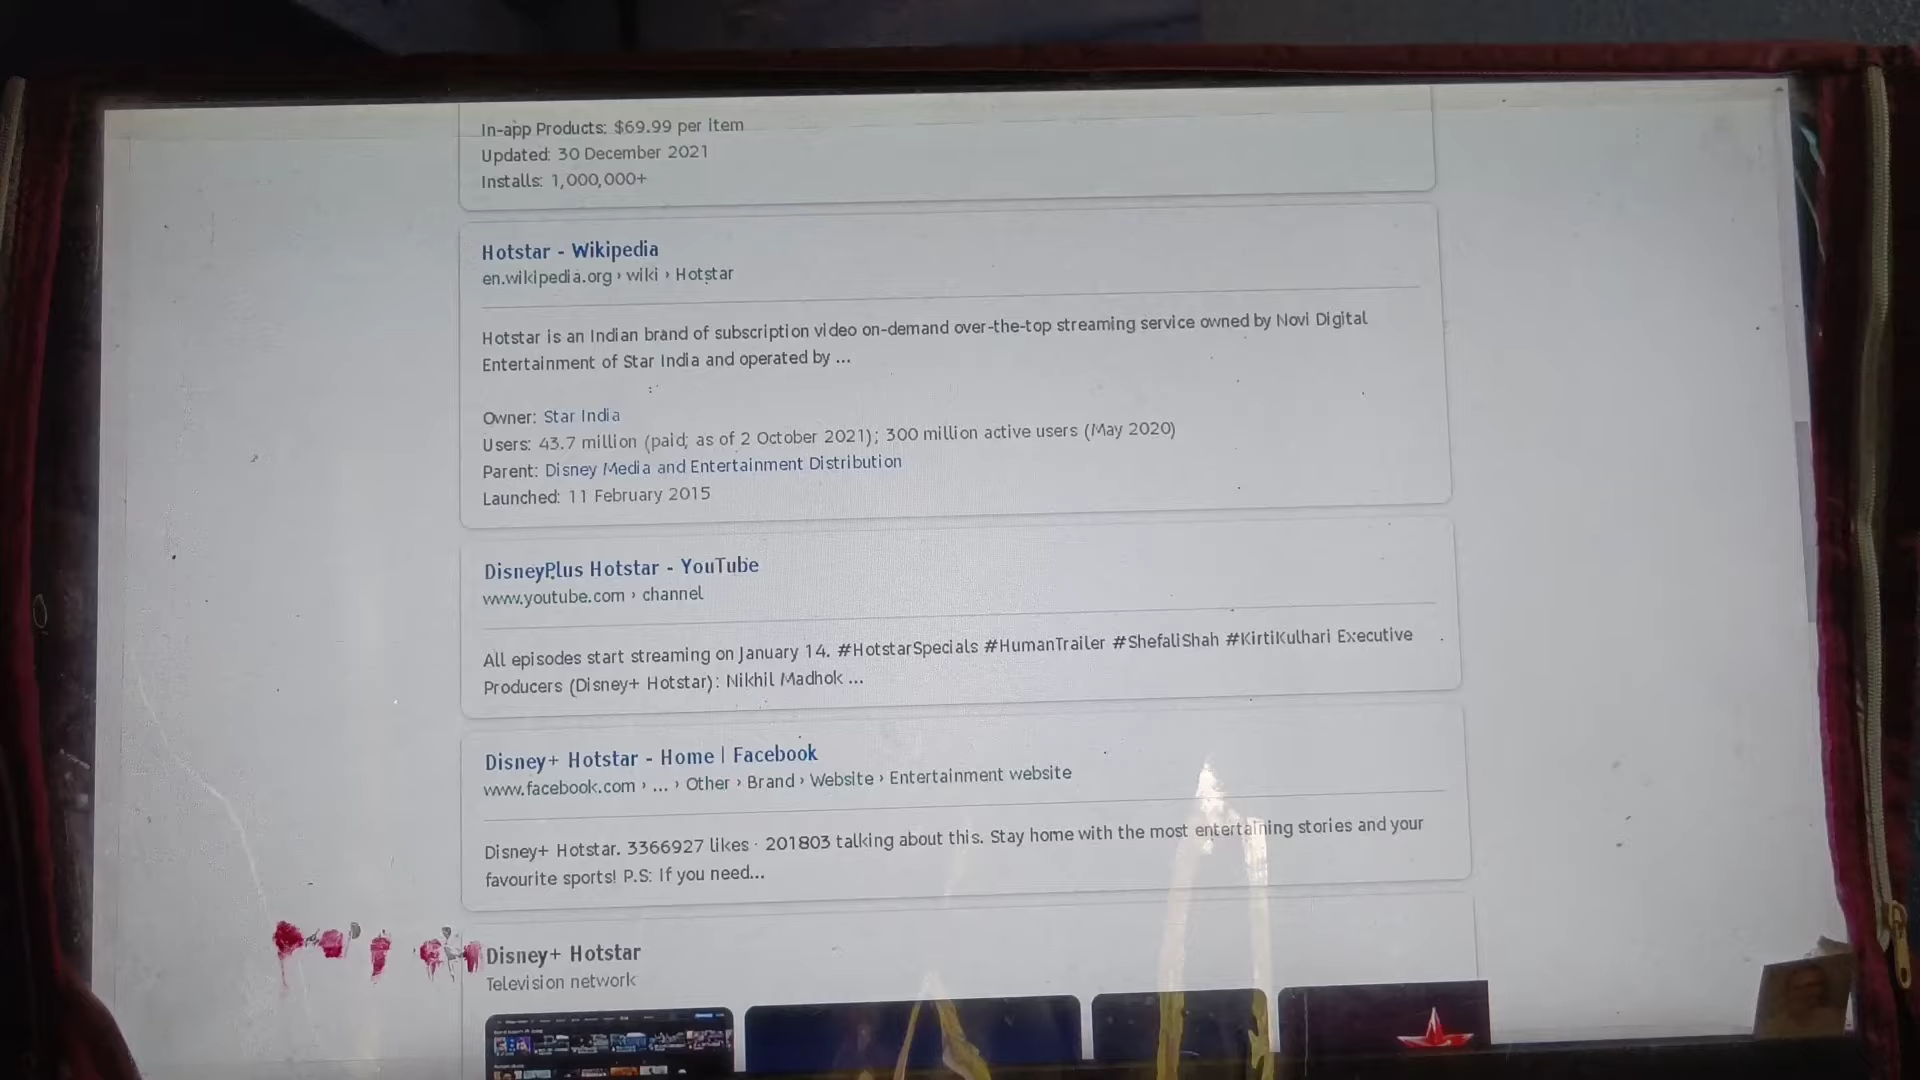 In-app Products: $69.99 per item
Updated: 30 December 2021
Installs: 1,000,000+
Hotstar - Wikipedia
en.wikipedia.org › wiki › Hotstar
Hotstar is an Indian brand of subscription video on-demand over-the-top streaming service owned by Novi Digital
Entertainment of Star India and operated by ...
Owner: Star India
Users: 43.7 million (paid; as of 2 October 2021); 300 million active users (May 2020)
Parent: Disney Media and Entertainment Distribution
Launched: 11 February 2015
DisneyPlus Hotstar - YouTube
www.youtube.com › channel
All episodes start streaming on January 14. #HotstarSpecials #HumanTrailer #ShefaliShah #KirtiKulhari Executive
Producers (Disney+ Hotstar): Nikhil Madhok ...
Disney+ Hotstar - Home | Facebook
www.facebook.com › ... › Other › Brand › Website › Entertainment website
Disney+ Hotstar. 3366927 likes · 201803 talking about this. Stay home with the most entertaining stories and your
favourite sports! P.S: If you need...
Disney+ Hotstar
Television network